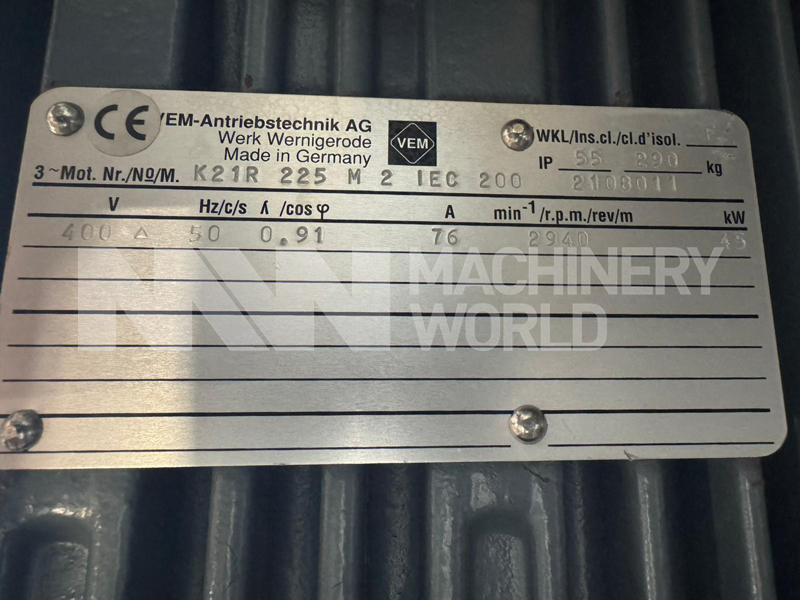 CE VEM-Antriebstechnik AG
Werk Wernigerode
Made in Germany
VEM
WKL/Ins.cl./cl.d'isol. F
IP 55 290 kg
3~Mot. Nr./No/M. K21R 225 M 2 IEC 200 2108011
V Hz/c/s λ /cos φ A min-1/r.p.m./rev/m kW
400 Δ 50 0.91 76 2940 45
MW MACHINERY
WORLD